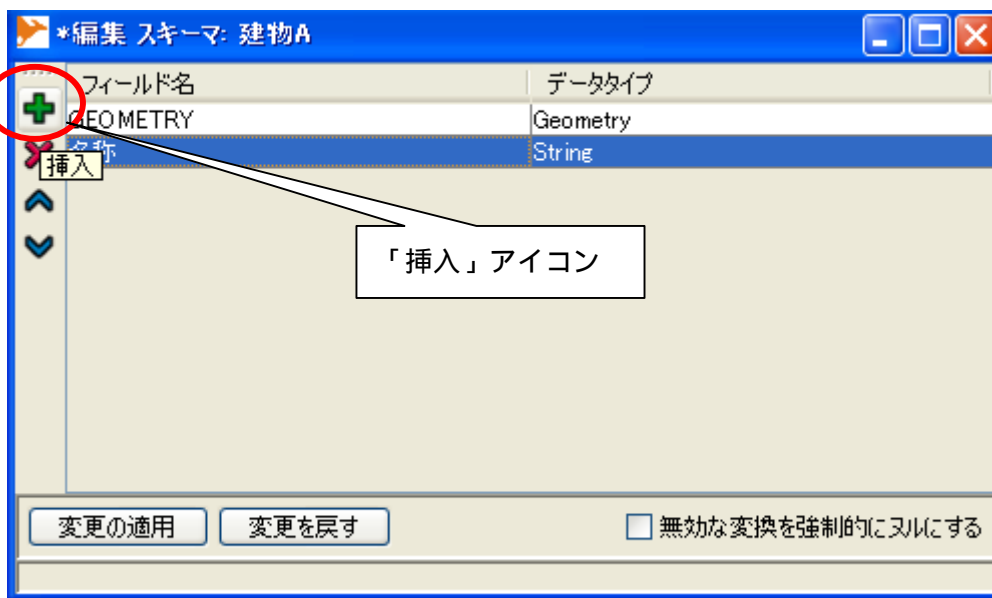 *編集 スキーマ: 建物A
フィールド名 データタイプ
GEOMETRY Geometry
名称 String
挿入
「挿入」アイコン
変更の適用 変更を戻す 無効な変換を強制的にヌルにする